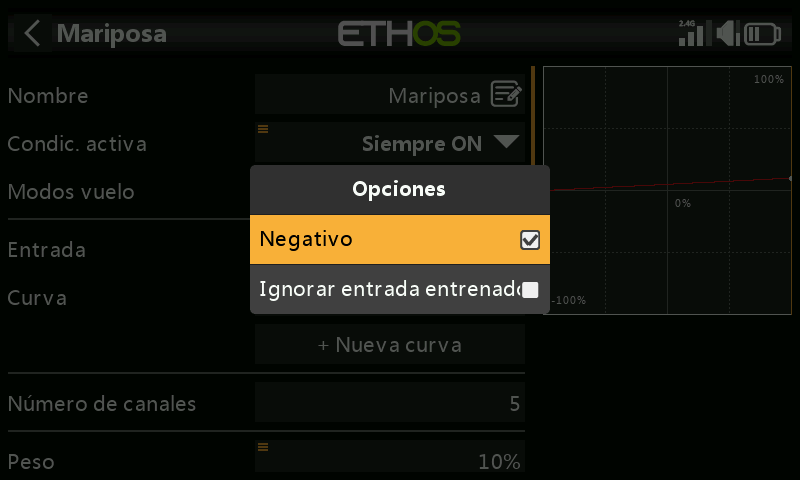 Mariposa
ETHOS
2.4G
Nombre
Mariposa
100%
Condic. activa
Siempre ON
Modos vuelo
Opciones
0%
Entrada
Negativo
Curva
Ignorar entrada entrenad
-100%
+ Nueva curva
Número de canales
5
Peso
10%